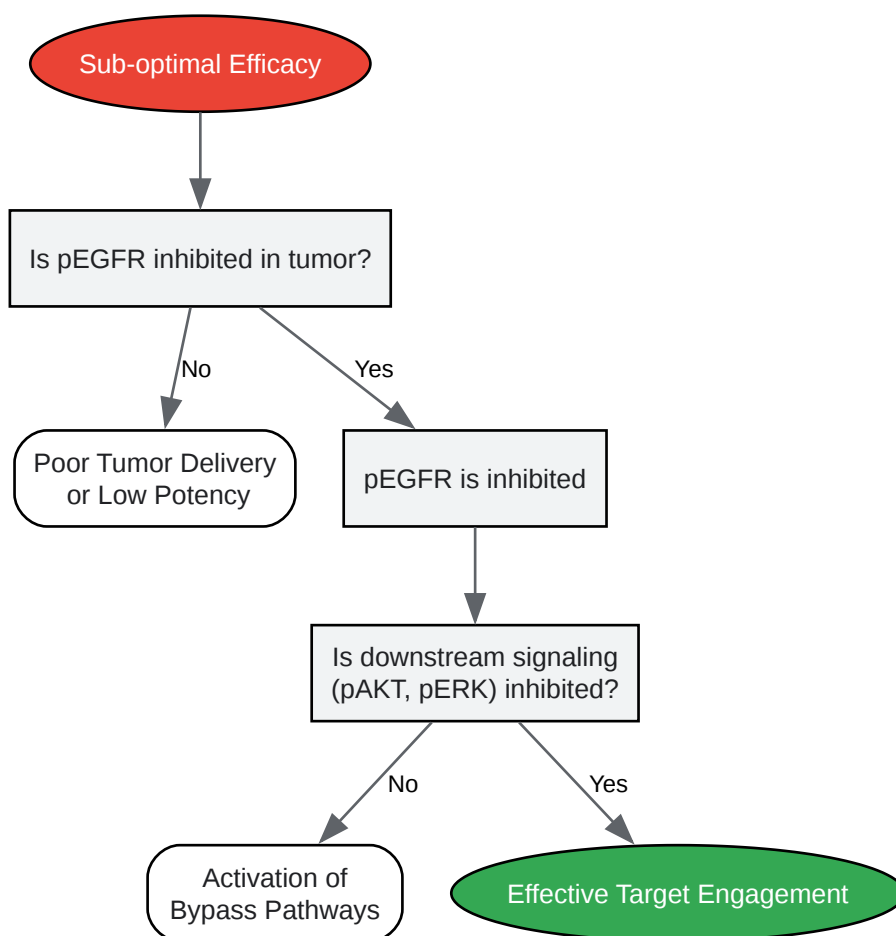 Sub-optimal Efficacy
Is pEGFR inhibited in tumor?
No
Yes
Poor Tumor Delivery
or Low Potency
pEGFR is inhibited
Is downstream signaling
(pAKT, pERK) inhibited?
No
Yes
Activation of
Bypass Pathways
Effective Target Engagement